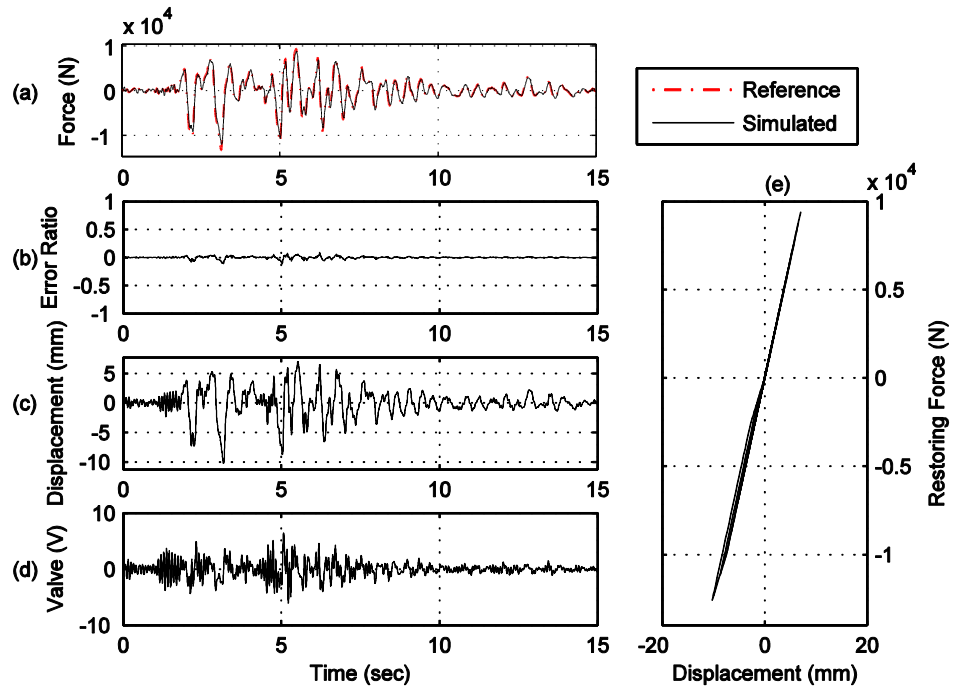 x 10^4
(a)
Force (N)
1
0
-1
0 5 10 15
Reference
Simulated
(b)
Error Ratio
1
0.5
0
-0.5
-1
0 5 10 15
(c)
Displacement (mm)
5
0
-5
-10
0 5 10 15
(d)
Valve (V)
10
0
-10
0 5 10 15
Time (sec)
(e)
x 10^4
1
0.5
0
-0.5
-1
Restoring Force (N)
-20 0 20
Displacement (mm)